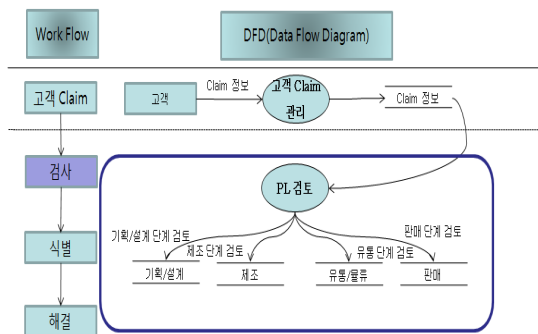 Work Flow
DFD(Data Flow Diagram)
고객 Claim
고객
Claim 정보
고객 Claim
관리
Claim 정보
검사
PL 검토
기획/설계 단계 검토
제조 단계 검토
유통 단계 검토
판매 단계 검토
식별
기획/설계
제조
유통/물류
판매
해결